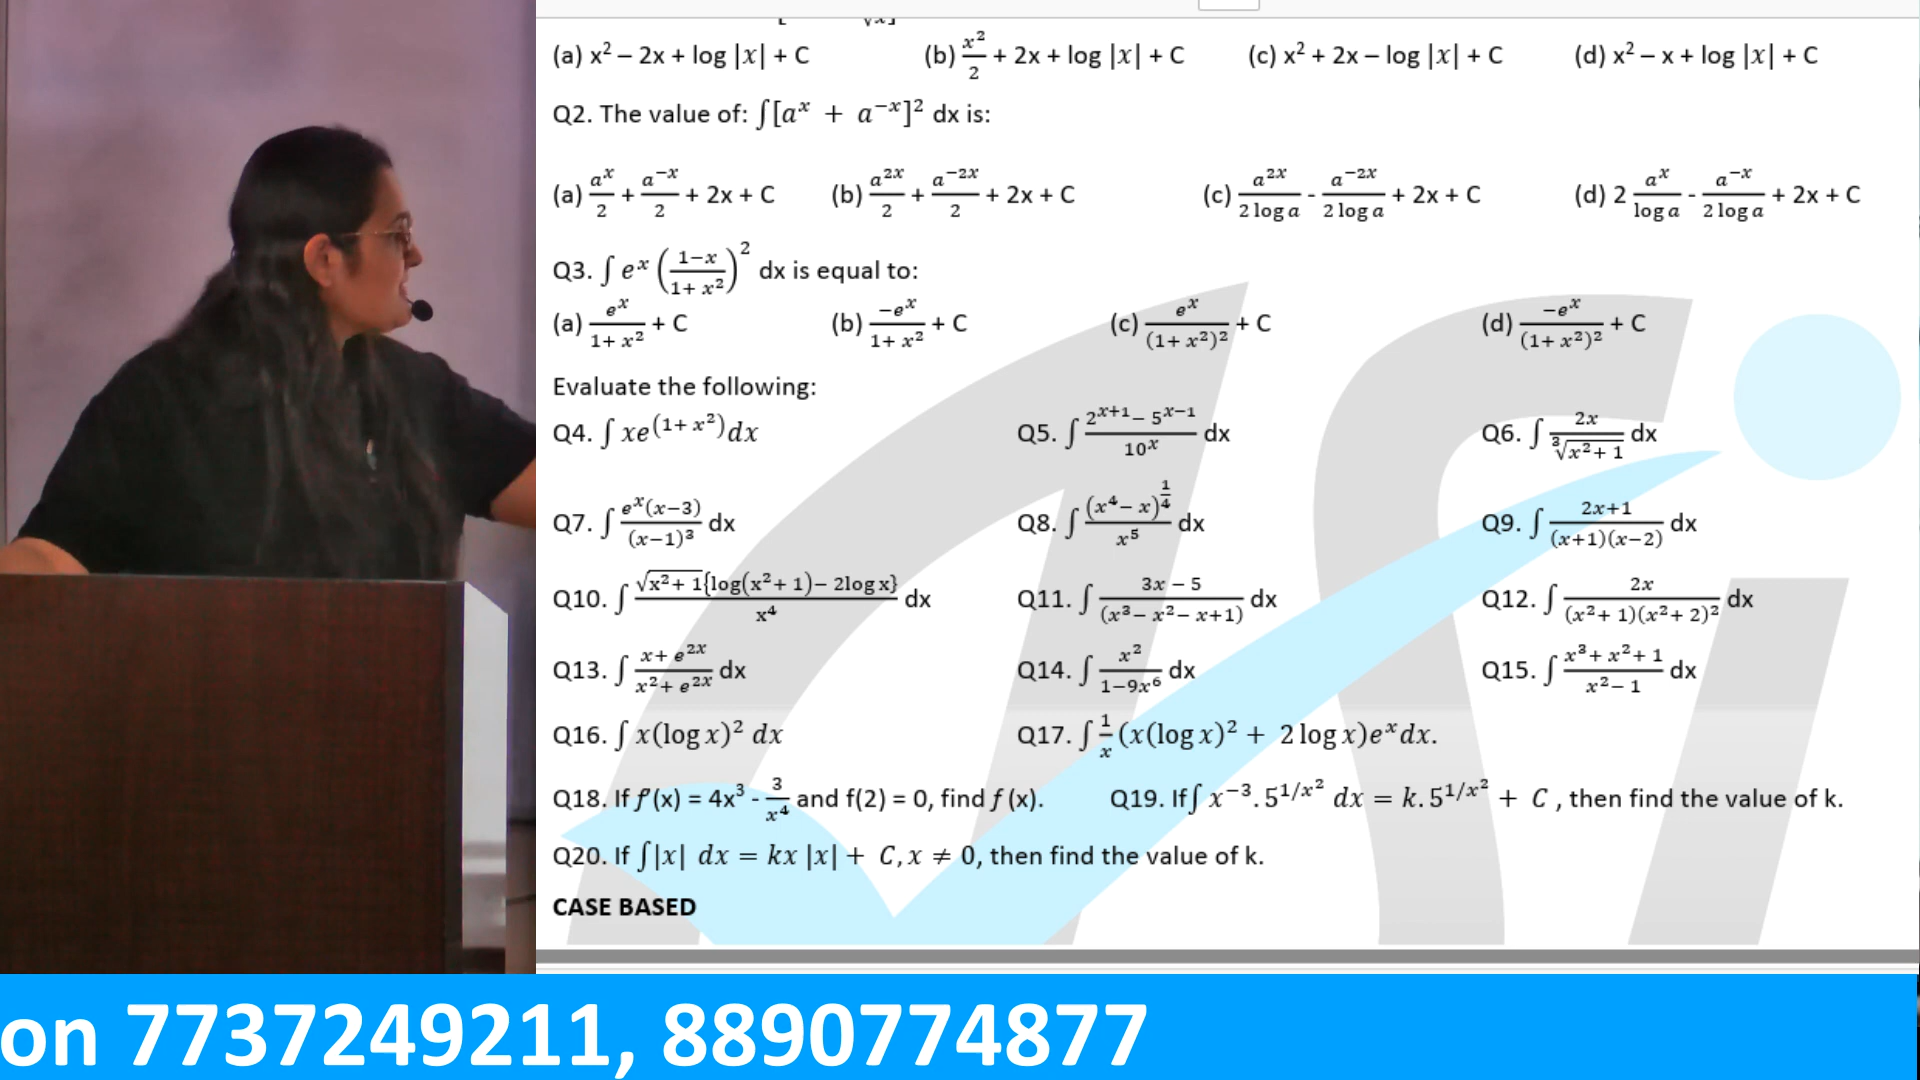 (a) x² – 2x + log |x| + C (b) x²/2 + 2x + log |x| + C (c) x² + 2x – log |x| + C (d) x² – x + log |x| + C
Q2. The value of: ∫[aˣ + a⁻ˣ]² dx is:
(a) aˣ/2 + a⁻ˣ/2 + 2x + C (b) a²ˣ/2 + a⁻²ˣ/2 + 2x + C (c) a²ˣ/(2 log a) - a⁻²ˣ/(2 log a) + 2x + C (d) 2 aˣ/(log a) - a⁻ˣ/(2 log a) + 2x + C
Q3. ∫ eˣ ((1−x)/(1+ x²))² dx is equal to:
(a) eˣ/(1+ x²) + C (b) −eˣ/(1+ x²) + C (c) eˣ/(1+ x²)² + C (d) −eˣ/(1+ x²)² + C
Evaluate the following:
Q4. ∫ xe^(1+ x²) dx Q5. ∫ (2^(x+1) − 5^(x−1))/10ˣ dx Q6. ∫ 2x/∛(x²+ 1) dx
Q7. ∫ eˣ(x−3)/(x−1)³ dx Q8. ∫ (x⁴− x)^(1/4)/x⁵ dx Q9. ∫ (2x+1)/((x+1)(x−2)) dx
Q10. ∫ √(x²+ 1){log(x²+ 1)− 2log x}/x⁴ dx Q11. ∫ (3x − 5)/(x³− x²− x+1) dx Q12. ∫ 2x/((x²+ 1)(x²+ 2)²) dx
Q13. ∫ (x+ e²ˣ)/(x²+ e²ˣ) dx Q14. ∫ x²/(1−9x⁶) dx Q15. ∫ (x³+ x²+ 1)/(x²− 1) dx
Q16. ∫ x(log x)² dx Q17. ∫ 1/x (x(log x)² + 2 log x)eˣdx.
Q18. If f′(x) = 4x³ - 3/x⁴ and f(2) = 0, find f (x). Q19. If∫ x⁻³. 5^(1/x²) dx = k. 5^(1/x²) + C , then find the value of k.
Q20. If ∫|x| dx = kx |x| + C, x ≠ 0, then find the value of k.
CASE BASED
on 7737249211, 8890774877